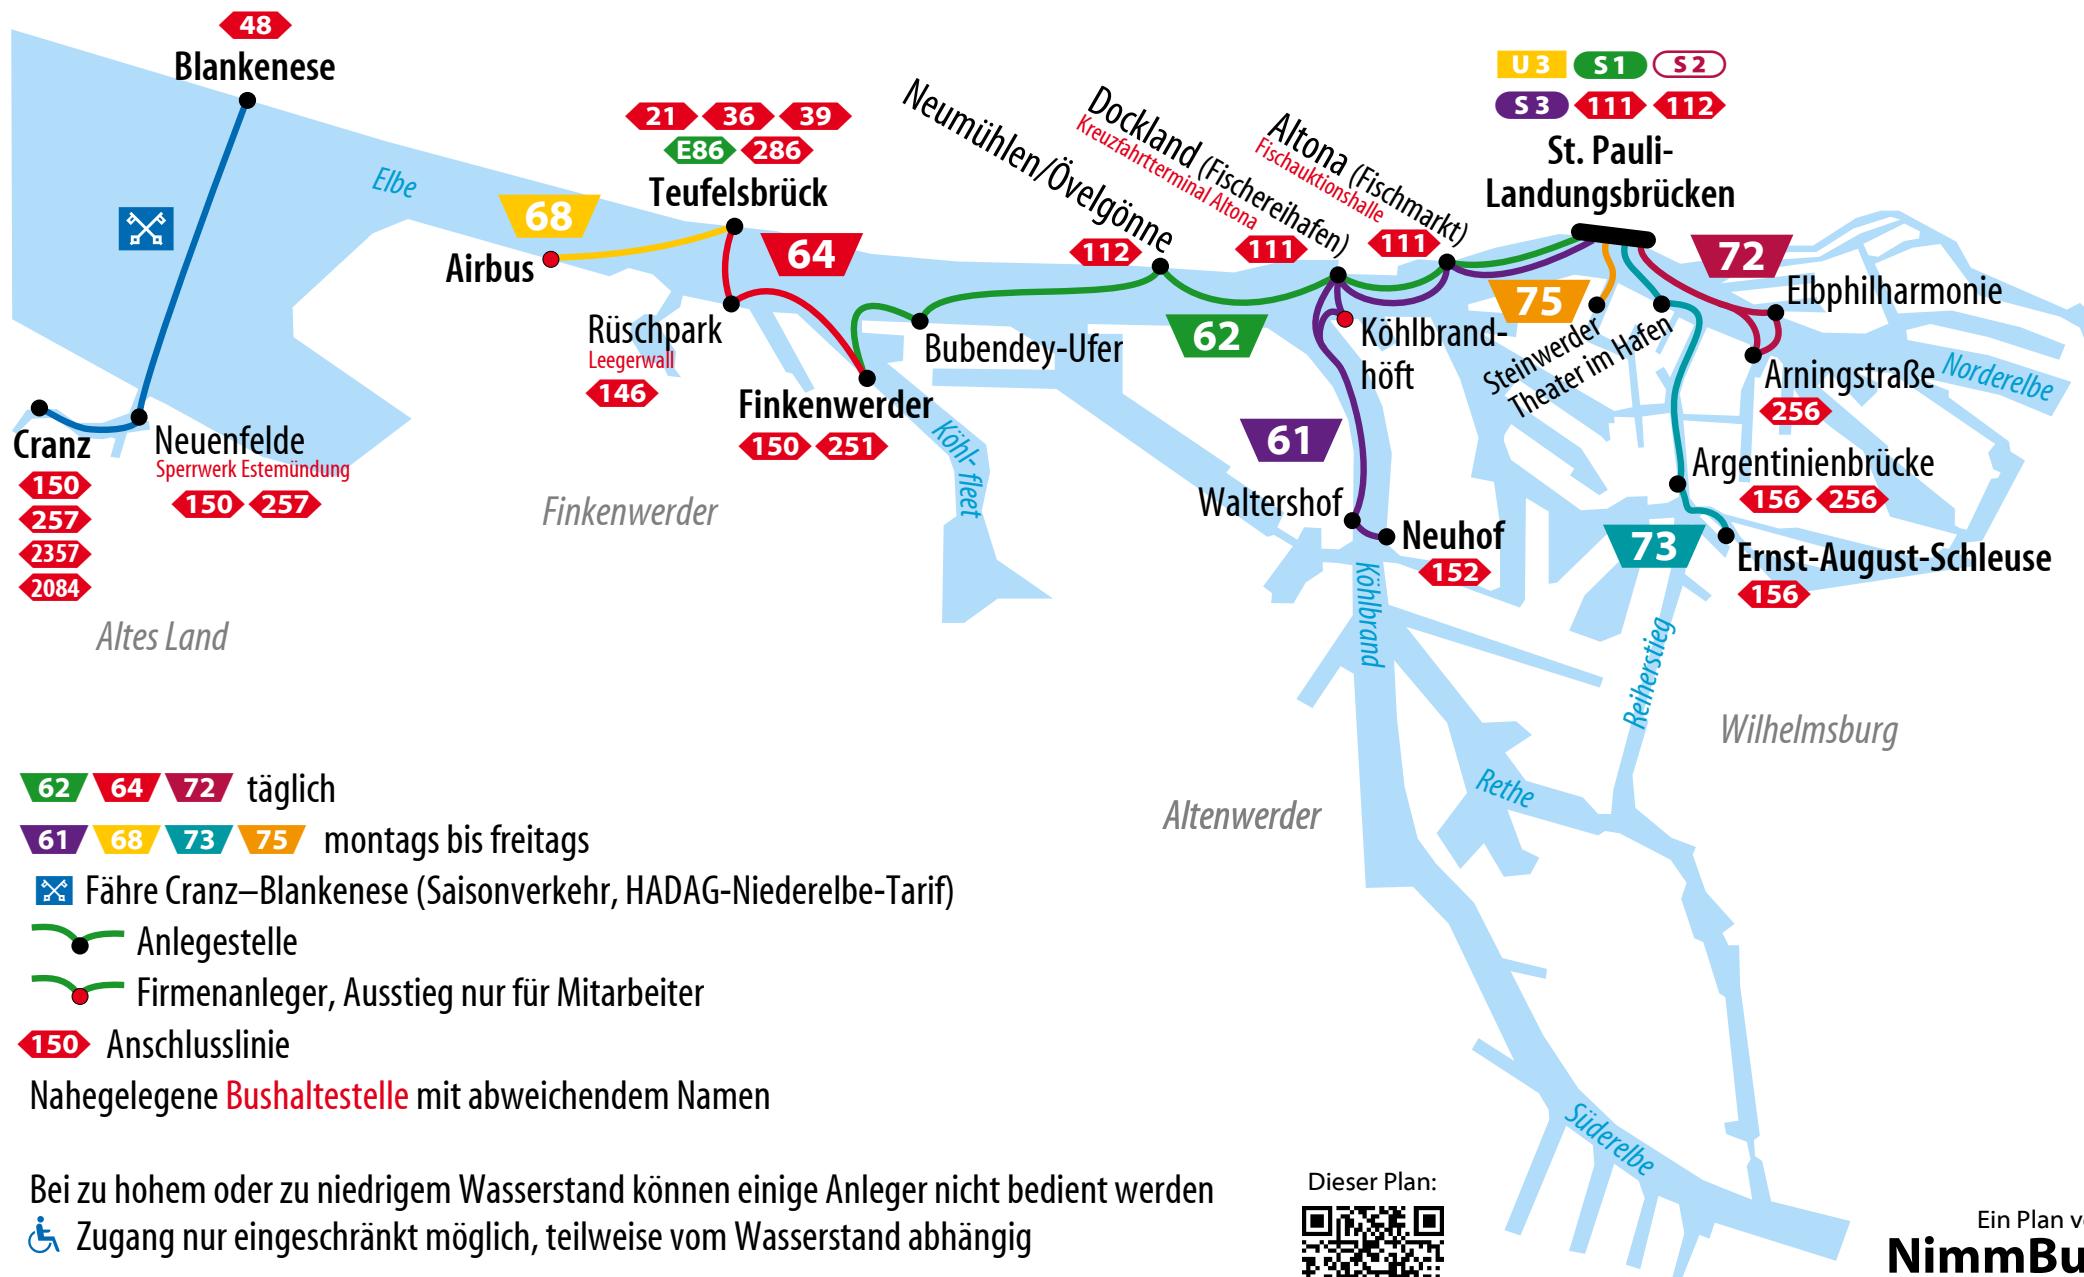 48
Blankenese
Elbe
Cranz
150
257
2357
2084
Neuenfelde
Sperrwerk Estemündung
150 257
Altes Land
68
Airbus
21 36 39
E86 286
Teufelsbrück
64
Rüschpark
Leegerwall
146
Finkenwerder
150 251
Finkenwerder
Köhl-fleet
Bubendey-Ufer
Neumühlen/Övelgönne
112
Dockland (Fischereihafen)
Kreuzfahrtterminal Altona
111
Altona (Fischmarkt)
Fischauktionshalle
111
62
Köhlbrand-
höft
61
Waltershof
Neuhof
152
Köhlbrand
U 3 S 1 S 2
S 3 111 112
St. Pauli-
Landungsbrücken
72
75
Steinwerder
Theater im Hafen
Elbphilharmonie
Arningstraße
256
Norderelbe
Argentinienbrücke
156 256
73
Ernst-August-Schleuse
156
Reiherstieg
Wilhelmsburg
Rethe
Altenwerder
Süderelbe
62 64 72 täglich
61 68 73 75 montags bis freitags
Fähre Cranz–Blankenese (Saisonverkehr, HADAG-Niederelbe-Tarif)
Anlegestelle
Firmenanleger, Ausstieg nur für Mitarbeiter
150 Anschlusslinie
Nahegelegene Bushaltestelle mit abweichendem Namen
Bei zu hohem oder zu niedrigem Wasserstand können einige Anleger nicht bedient werden
Zugang nur eingeschränkt möglich, teilweise vom Wasserstand abhängig
Dieser Plan:
Ein Plan v
NimmBu